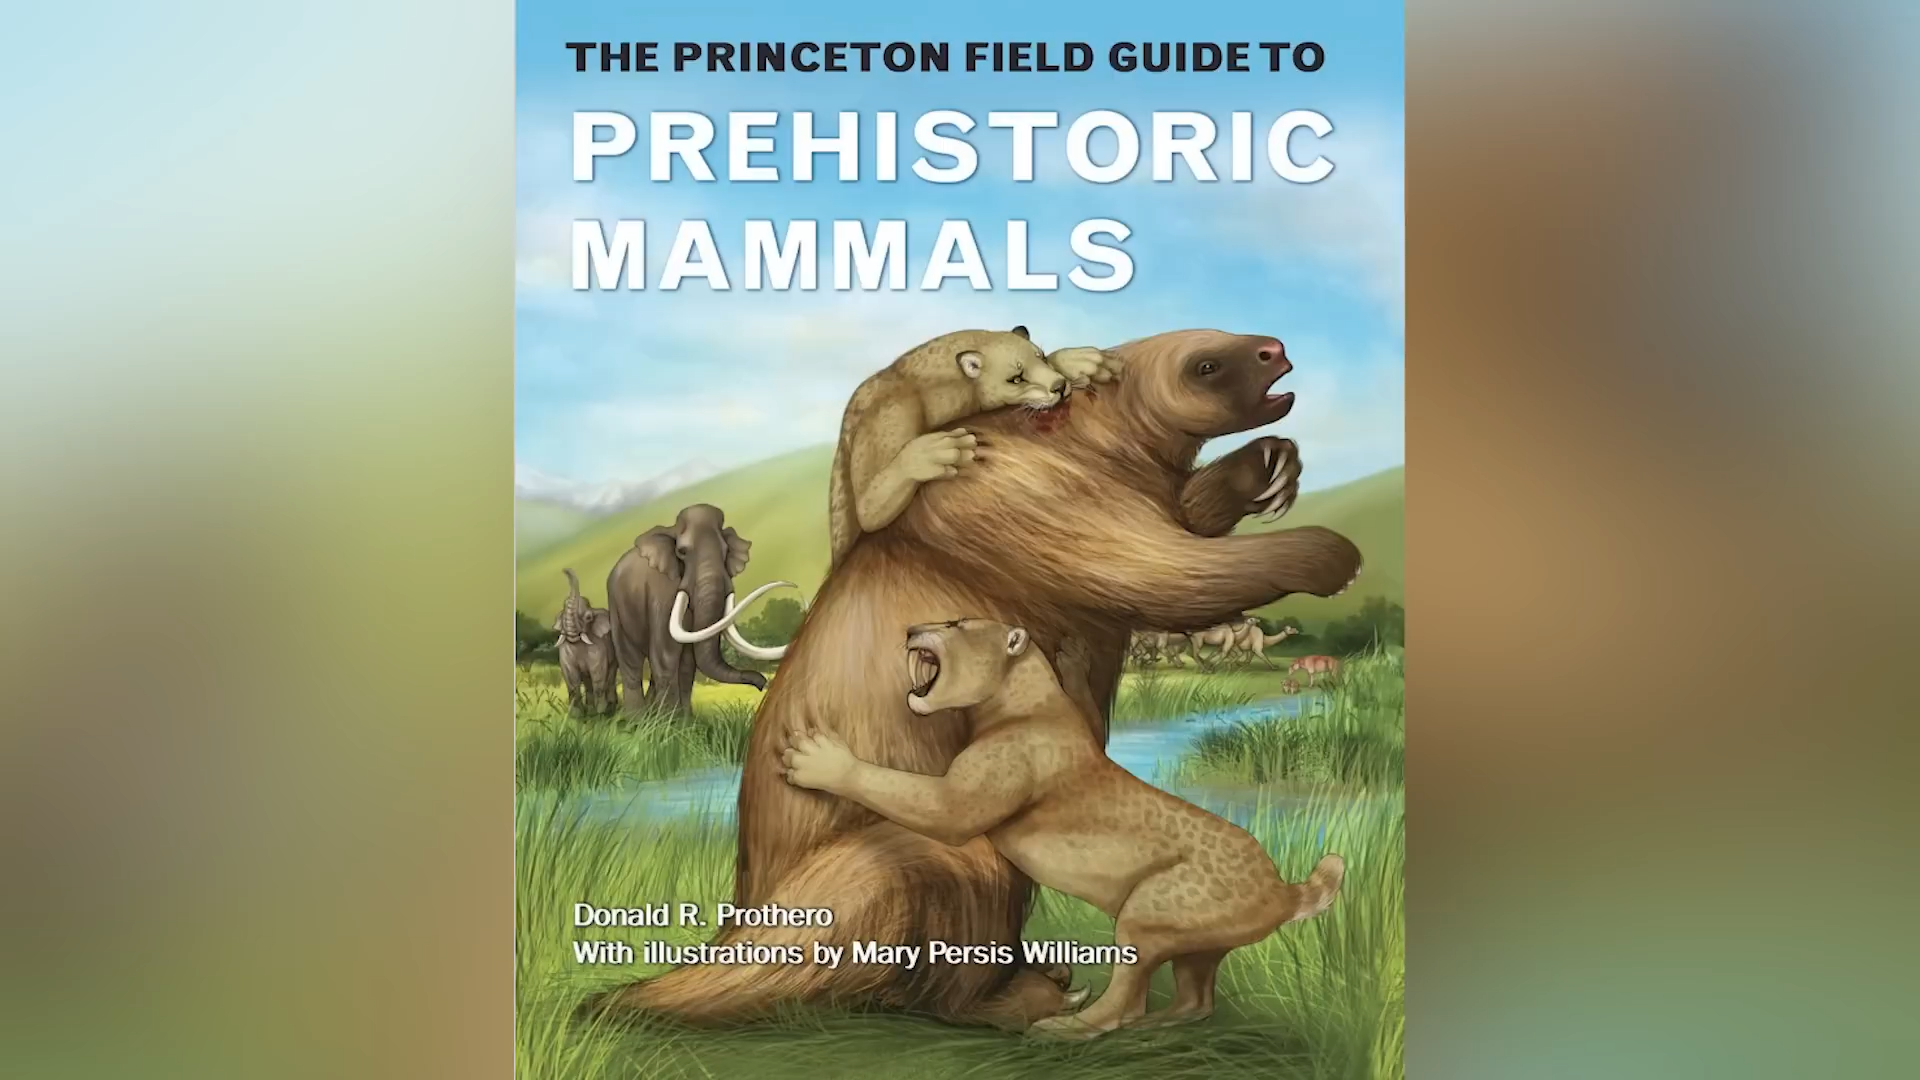 THE PRINCETON FIELD GUIDE TO
PREHISTORIC
MAMMALS
Donald R. Prothero
With illustrations by Mary Persis Williams